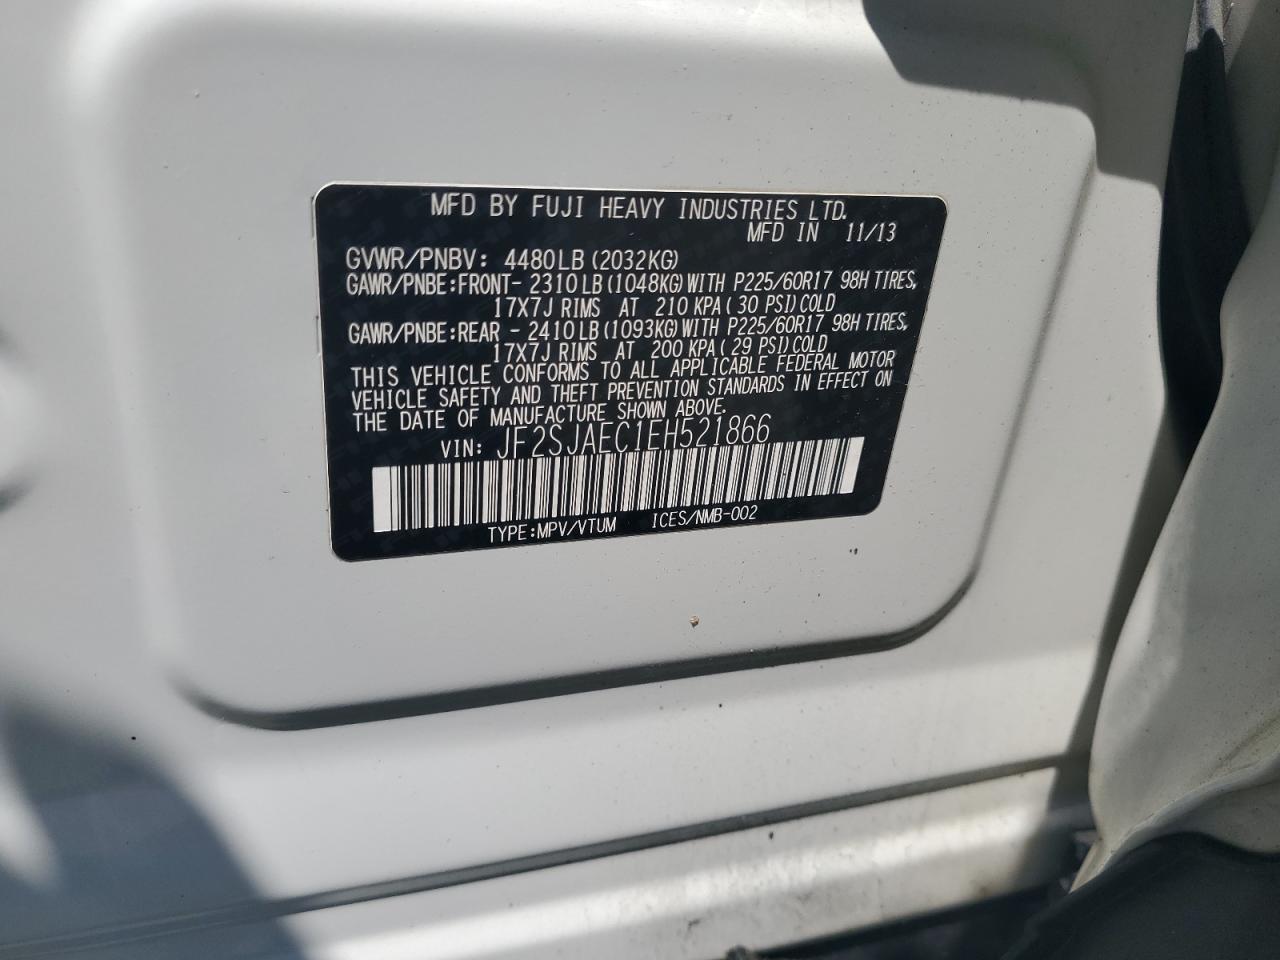 MFD BY FUJI HEAVY INDUSTRIES LTD.
MFD IN 11/13
GVWR/PNBV: 4480LB (2032KG)
GAWR/PNBE:FRONT- 2310LB (1048KG) WITH P225/60R17 98H TIRES,
17X7J RIMS AT 210 KPA ( 30 PSI) COLD
GAWR/PNBE:REAR - 2410LB (1093KG) WITH P225/60R17 98H TIRES,
17X7J RIMS AT 200 KPA ( 29 PSI) COLD
THIS VEHICLE CONFORMS TO ALL APPLICABLE FEDERAL MOTOR
VEHICLE SAFETY AND THEFT PREVENTION STANDARDS IN EFFECT ON
THE DATE OF MANUFACTURE SHOWN ABOVE.
VIN: JF2SJAEC1EH521866
TYPE:MPV/VTUM ICES/NMB-002